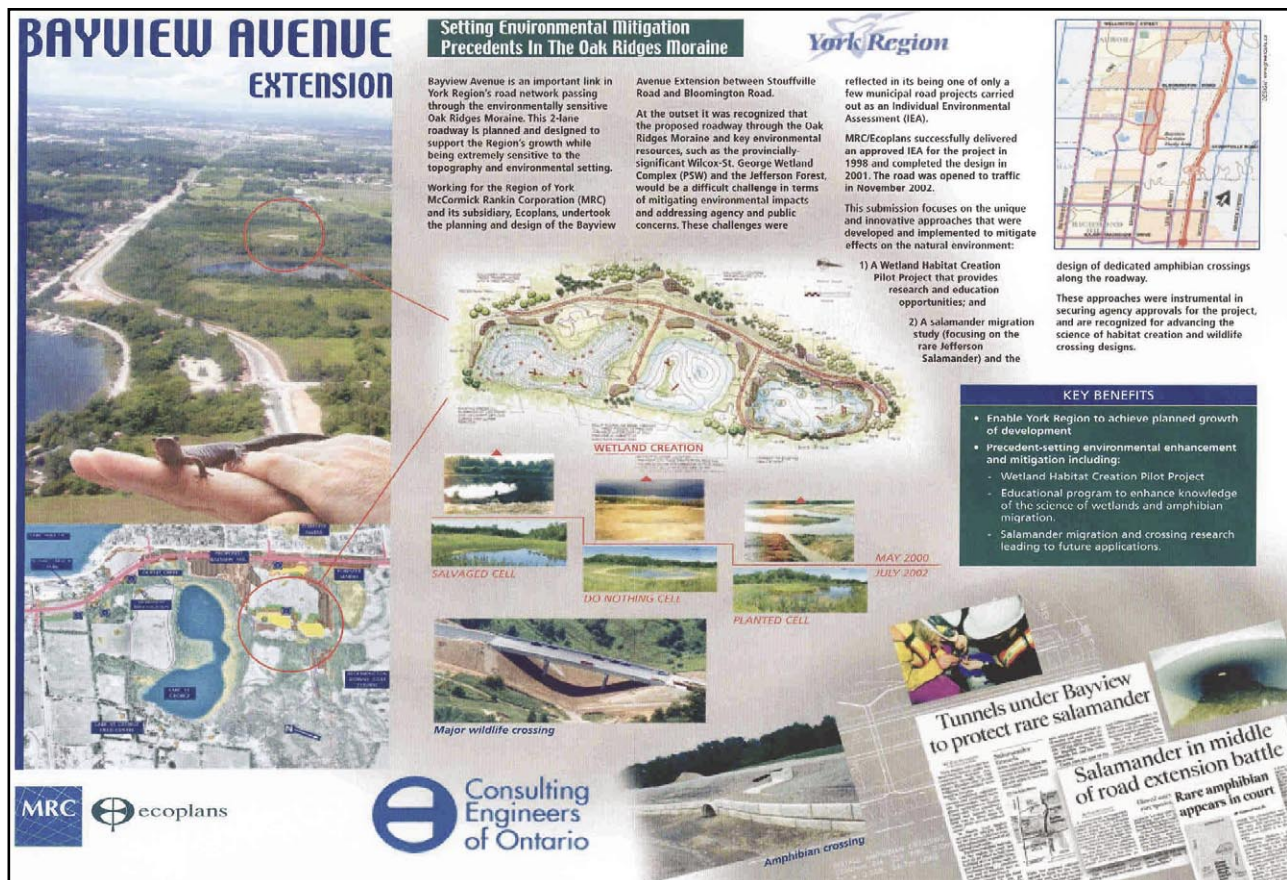 BAYVIEW AVENUE
EXTENSION
Setting Environmental Mitigation
Precedents In The Oak Ridges Moraine
York Region
Bayview Avenue is an important link in
York Region's road network passing
through the environmentally sensitive
Oak Ridges Moraine. This 2-lane
roadway is planned and designed to
support the Region's growth while
being extremely sensitive to the
topography and environmental setting.
Working for the Region of York
McCormick Rankin Corporation (MRC)
and its subsidiary, Ecoplans, undertook
the planning and design of the Bayview
Avenue Extension between Stouffville
Road and Bloomington Road.
At the outset it was recognized that
the proposed roadway through the Oak
Ridges Moraine and key environmental
resources, such as the provincially-
significant Wilcox-St. George Wetland
Complex (PSW) and the Jefferson Forest,
would be a difficult challenge in terms
of mitigating environmental impacts
and addressing agency and public
concerns. These challenges were
reflected in its being one of only a
few municipal road projects carried
out as an Individual Environmental
Assessment (IEA).
MRC/Ecoplans successfully delivered
an approved IEA for the project in
1998 and completed the design in
2001. The road was opened to traffic
in November 2002.
This submission focuses on the unique
and innovative approaches that were
developed and implemented to mitigate
effects on the natural environment:
1) A Wetland Habitat Creation
Pilot Project that provides
research and education
opportunities; and
2) A salamander migration
study (focusing on the
rare Jefferson
Salamander) and the
design of dedicated amphibian crossings
along the roadway.
These approaches were instrumental in
securing agency approvals for the project,
and are recognized for advancing the
science of habitat creation and wildlife
crossing designs.
WELLINGTON STREET
AURORA
BLOOMINGTON ROAD
KEY BENEFITS
• Enable York Region to achieve planned growth
of development
• Precedent-setting environmental enhancement
and mitigation including:
- Wetland Habitat Creation Pilot Project
- Educational program to enhance knowledge
of the science of wetlands and amphibian
migration.
- Salamander migration and crossing research
leading to future applications.
WETLAND CREATION
MAY 2000
JULY 2002
SALVAGED CELL
DO NOTHING CELL
PLANTED CELL
Major wildlife crossing
Amphibian crossing
Tunnels under Bayview
to protect rare salamander
Salamander in middle
of road extension battle
Rare amphibian
appears in court
MRC
ecoplans
Consulting
Engineers
of Ontario